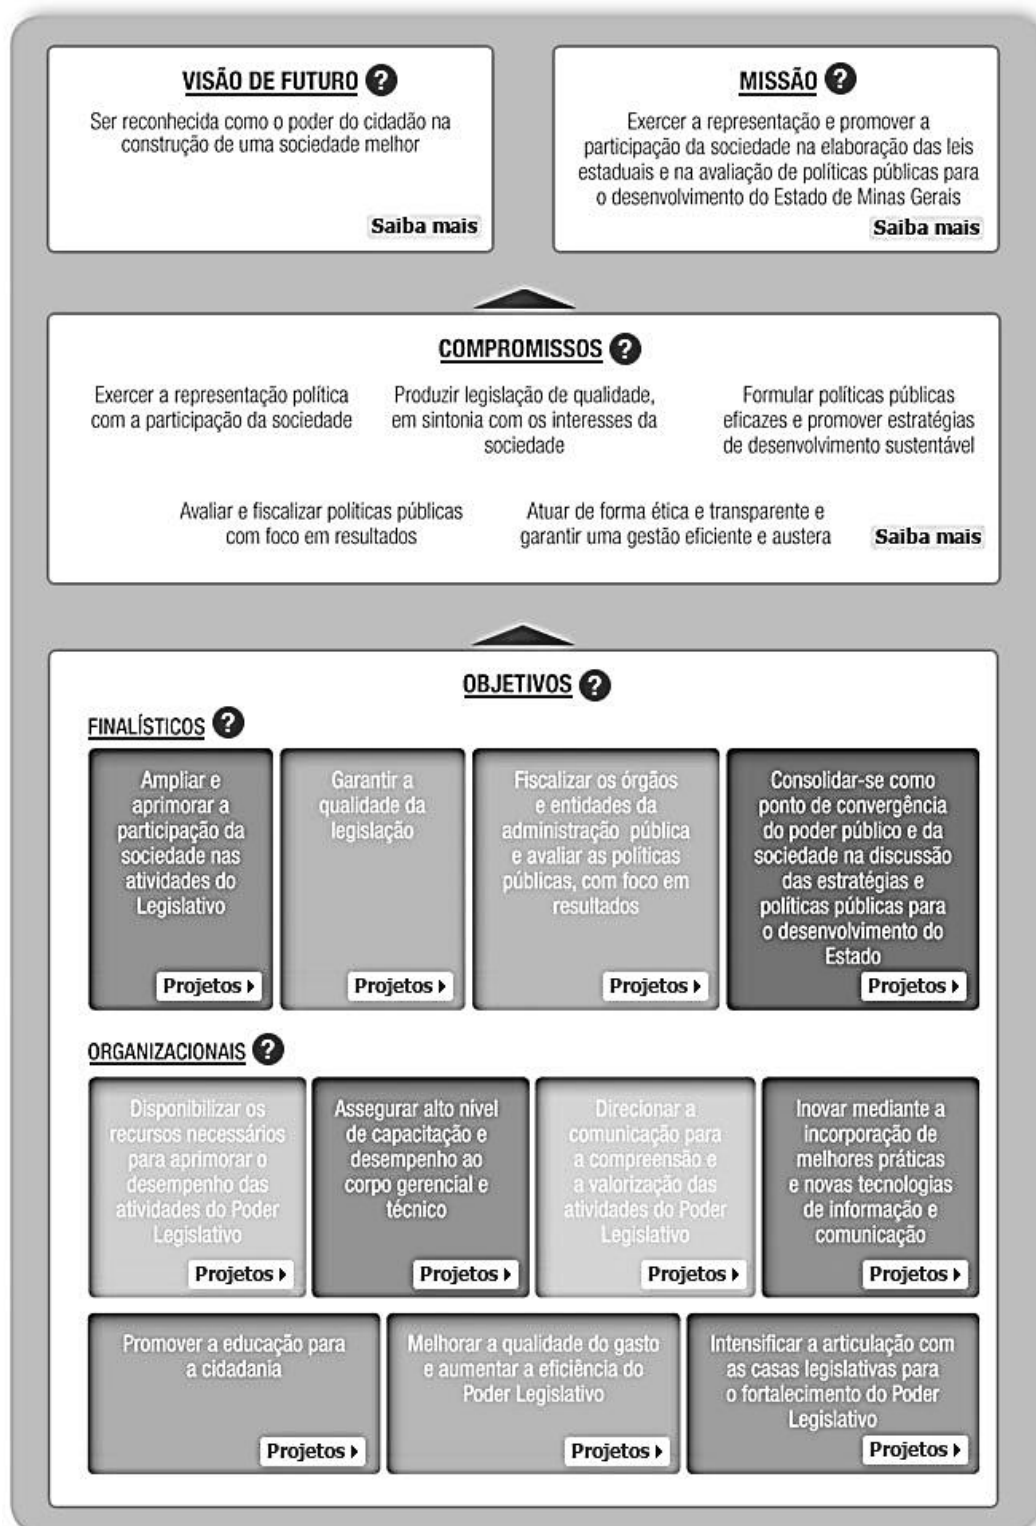 VISÃO DE FUTURO ?
Ser reconhecida como o poder do cidadão na
construção de uma sociedade melhor
Saiba mais
MISSÃO ?
Exercer a representação e promover a
participação da sociedade na elaboração das leis
estaduais e na avaliação de políticas públicas para
o desenvolvimento do Estado de Minas Gerais
Saiba mais
COMPROMISSOS ?
Exercer a representação política
com a participação da sociedade
Produzir legislação de qualidade,
em sintonia com os interesses da
sociedade
Formular políticas públicas
eficazes e promover estratégias
de desenvolvimento sustentável
Avaliar e fiscalizar políticas públicas
com foco em resultados
Atuar de forma ética e transparente e
garantir uma gestão eficiente e austera
Saiba mais
OBJETIVOS ?
FINALÍSTICOS ?
Ampliar e
aprimorar a
participação da
sociedade nas
atividades do
Legislativo
Projetos
Garantir a
qualidade da
legislação
Projetos
Fiscalizar os órgãos
e entidades da
administração pública
e avaliar as políticas
públicas, com foco em
resultados
Projetos
Consolidar-se como
ponto de convergência
do poder público e da
sociedade na discussão
das estratégias e
políticas públicas para
o desenvolvimento do
Estado
Projetos
ORGANIZACIONAIS ?
Disponibilizar os
recursos necessários
para aprimorar o
desempenho das
atividades do Poder
Legislativo
Projetos
Assegurar alto nível
de capacitação e
desempenho ao
corpo gerencial e
técnico
Projetos
Direcionar a
comunicação para
a compreensão e
a valorização das
atividades do Poder
Legislativo
Projetos
Inovar mediante a
incorporação de
melhores práticas
e novas tecnologias
de informação e
comunicação
Projetos
Promover a educação para
a cidadania
Projetos
Melhorar a qualidade do gasto
e aumentar a eficiência do
Poder Legislativo
Projetos
Intensificar a articulação com
as casas legislativas para
o fortalecimento do Poder
Legislativo
Projetos